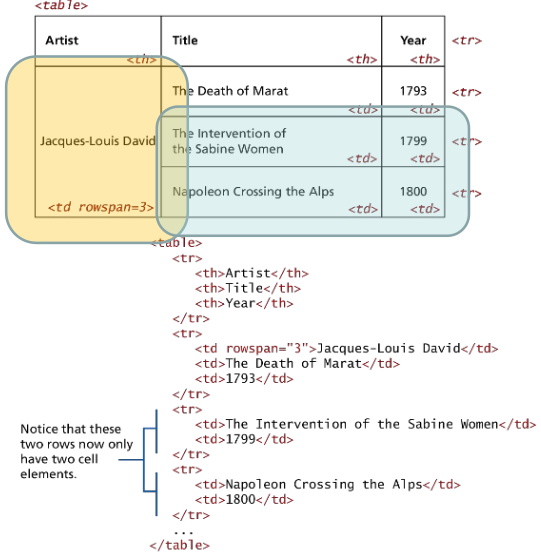 <table>
Artist Title Year <tr>
<th> <th> <th>
The Death of Marat 1793 <tr>
<td> <td>
Jacques-Louis David The Intervention of 1799 <tr>
the Sabine Women
<td> <td>
Napoleon Crossing the Alps 1800 <tr>
<td rowspan=3> <td> <td>
<table>
<tr>
<th>Artist</th>
<th>Title</th>
<th>Year</th>
</tr>
<tr>
<td rowspan="3">Jacques-Louis David</td>
<td>The Death of Marat</td>
<td>1793</td>
</tr>
<tr>
<td>The Intervention of the Sabine Women</td>
<td>1799</td>
</tr>
<tr>
<td>Napoleon Crossing the Alps</td>
<td>1800</td>
</tr>
...
</table>
Notice that these
two rows now only
have two cell
elements.